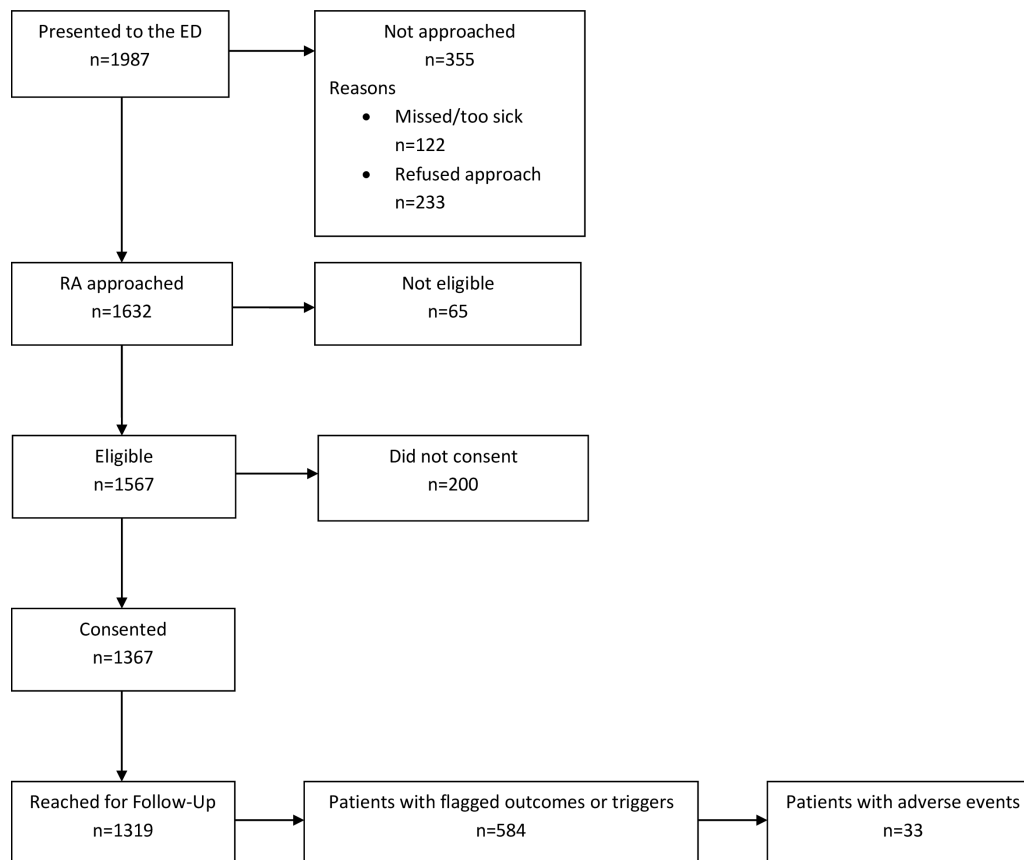 Presented to the ED
n=1987
Not approached
n=355
Reasons
• Missed/too sick
n=122
• Refused approach
n=233
RA approached
n=1632
Not eligible
n=65
Eligible
n=1567
Did not consent
n=200
Consented
n=1367
Reached for Follow-Up
n=1319
Patients with flagged outcomes or triggers
n=584
Patients with adverse events
n=33